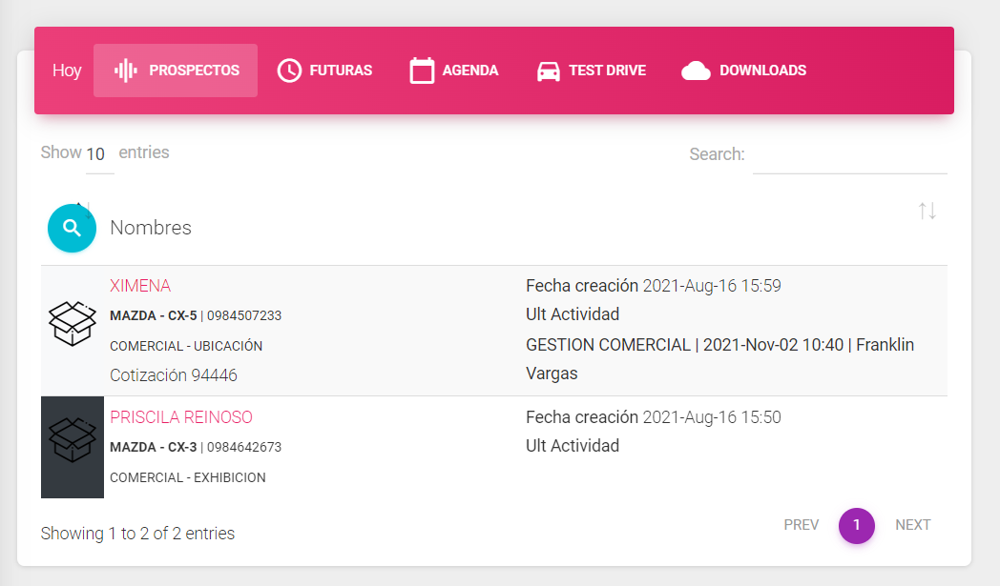 Hoy PROSPECTOS FUTURAS AGENDA TEST DRIVE DOWNLOADS
Show 10 entries Search:
Nombres
XIMENA Fecha creación 2021-Aug-16 15:59
MAZDA - CX-5 | 0984507233 Ult Actividad
COMERCIAL - UBICACIÓN GESTION COMERCIAL | 2021-Nov-02 10:40 | Franklin
Cotización 94446 Vargas
PRISCILA REINOSO Fecha creación 2021-Aug-16 15:50
MAZDA - CX-3 | 0984642673 Ult Actividad
COMERCIAL - EXHIBICION
Showing 1 to 2 of 2 entries PREV 1 NEXT